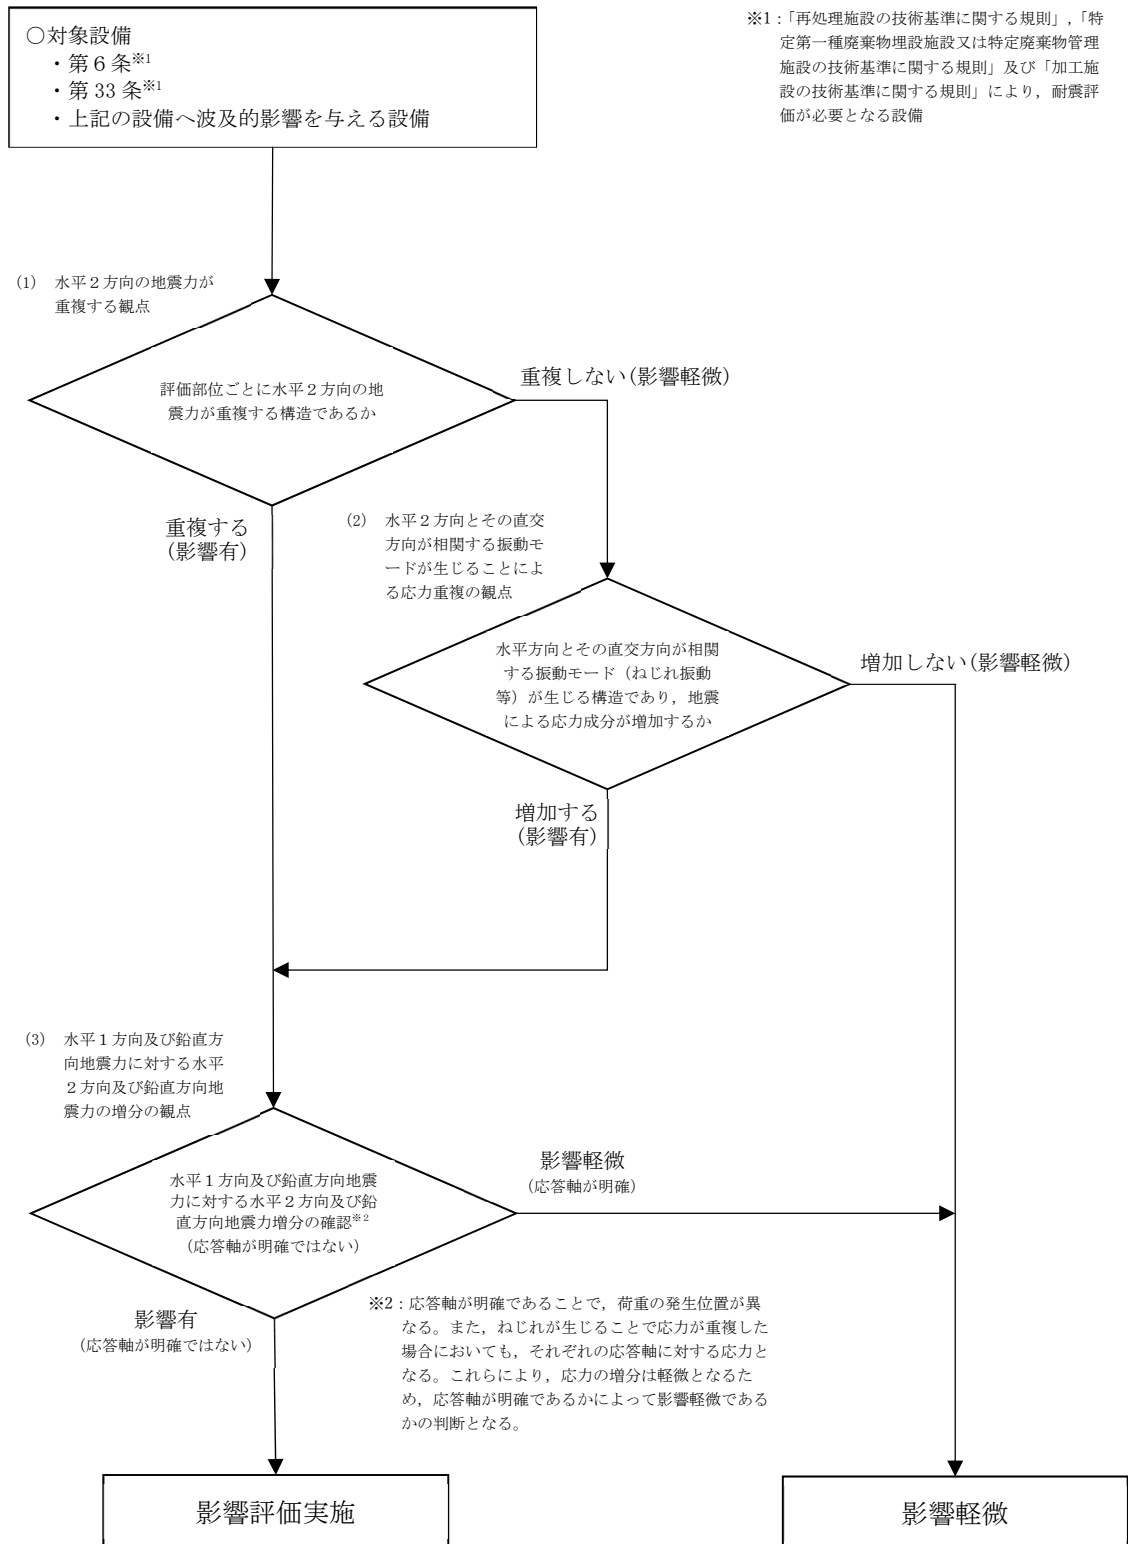 ○対象設備
・第６条※1
・第 33 条※1
・上記の設備へ波及的影響を与える設備
※1：「再処理施設の技術基準に関する規則」，「特
定第一種廃棄物埋設施設又は特定廃棄物管理
施設の技術基準に関する規則」及び「加工施
設の技術基準に関する規則」により，耐震評
価が必要となる設備
(1) 水平２方向の地震力が
重複する観点
評価部位ごとに水平２方向の地
震力が重複する構造であるか
重複しない(影響軽微)
重複する
(影響有)
(2) 水平２方向とその直交
方向が相関する振動モ
ードが生じることによ
る応力重複の観点
水平方向とその直交方向が相関
する振動モード（ねじれ振動
等）が生じる構造であり，地震
による応力成分が増加するか
増加しない(影響軽微)
増加する
(影響有)
(3) 水平１方向及び鉛直方
向地震力に対する水平
２方向及び鉛直方向地
震力の増分の観点
水平１方向及び鉛直方向地震
力に対する水平２方向及び鉛
直方向地震力増分の確認※2
（応答軸が明確ではない）
影響軽微
(応答軸が明確)
影響有
(応答軸が明確ではない)
※2：応答軸が明確であることで，荷重の発生位置が異
なる。また，ねじれが生じることで応力が重複した
場合においても，それぞれの応答軸に対する応力と
なる。これらにより，応力の増分は軽微となるた
め，応答軸が明確であるかによって影響軽微である
かの判断となる。
影響評価実施
影響軽微